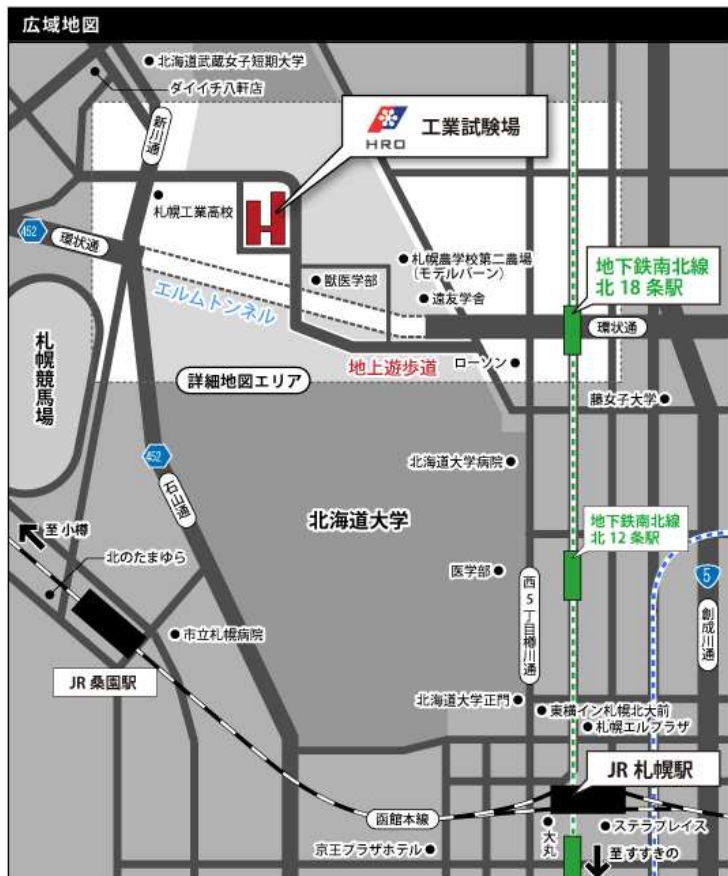 広域地図
北海道武蔵女子短期大学
ダイイチ八軒店
新川通
HRO
工業試験場
札幌工業高校
452
環状通
札幌農学校第二農場
(モデルバーン)
獣医学部
遠友学舎
地下鉄南北線
北18条駅
エルムトンネル
環状通
地上遊歩道
ローソン
札幌競馬場
詳細地図エリア
藤女子大学
452
石山通
北海道大学病院
北海道大学
至小樽
地下鉄南北線
北12条駅
北のたまゆら
医学部
西5丁目樽川通
5
創成川通
市立札幌病院
JR 桑園駅
北海道大学正門
東横イン札幌北大前
札幌エルプラザ
JR 札幌駅
函館本線
大丸
ステラプレイス
京王プラザホテル
至すすきの